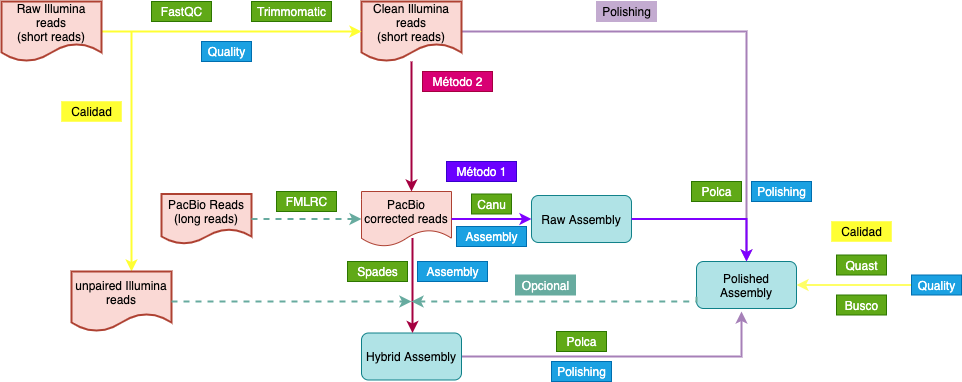 Raw Illumina
reads
(short reads)
FastQC
Trimmomatic
Quality
Clean Illumina
reads
(short reads)
Polishing
Calidad
Método 2
Método 1
PacBio Reads
(long reads)
FMLRC
PacBio
corrected reads
Canu
Assembly
Raw Assembly
Polca
Polishing
Calidad
Quast
Quality
Busco
unpaired Illumina
reads
Spades
Assembly
Opcional
Polished
Assembly
Hybrid Assembly
Polca
Polishing